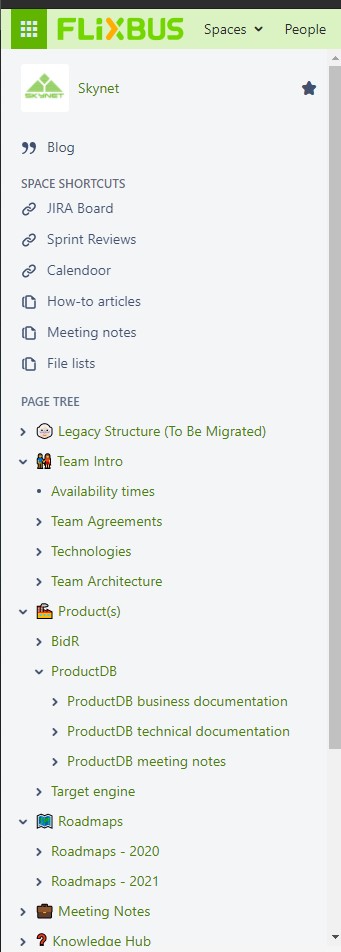 FLiXBUS Spaces People
SKYNET Skynet
Blog
SPACE SHORTCUTS
JIRA Board
Sprint Reviews
Calendoor
How-to articles
Meeting notes
File lists
PAGE TREE
Legacy Structure (To Be Migrated)
Team Intro
Availability times
Team Agreements
Technologies
Team Architecture
Product(s)
BidR
ProductDB
ProductDB business documentation
ProductDB technical documentation
ProductDB meeting notes
Target engine
Roadmaps
Roadmaps - 2020
Roadmaps - 2021
Meeting Notes
Knowledge Hub